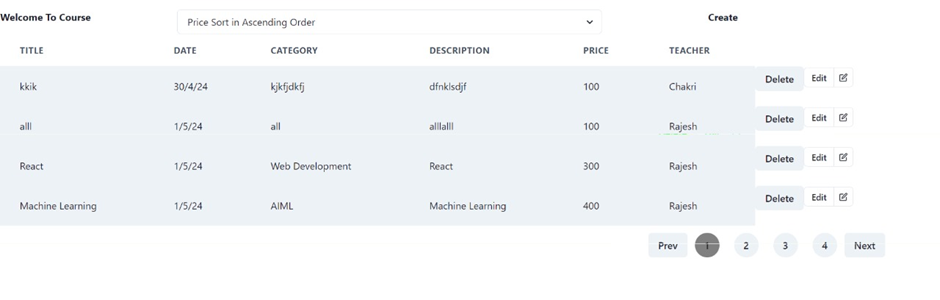 Welcome To Course Price Sort in Ascending Order Create
TITLE DATE CATEGORY DESCRIPTION PRICE TEACHER
kkik 30/4/24 kjkfjdkfj dfnklsdjf 100 Chakri Delete Edit
alll 1/5/24 all alllalll 100 Rajesh Delete Edit
React 1/5/24 Web Development React 300 Rajesh Delete Edit
Machine Learning 1/5/24 AIML Machine Learning 400 Rajesh Delete Edit
Prev 1 2 3 4 Next